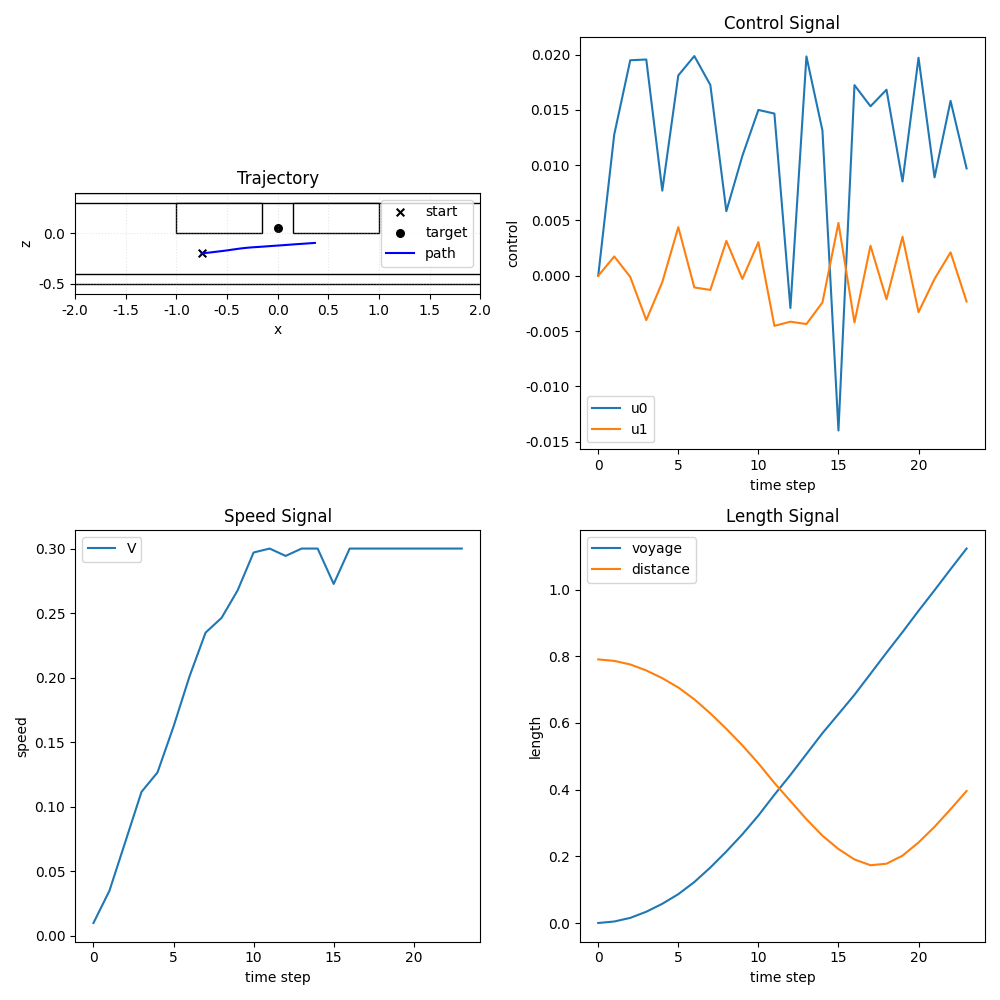 Trajectory
z
0.0
-0.5
-2.0 -1.5 -1.0 -0.5 0.0 0.5 1.0 1.5 2.0
x
start
target
path
Control Signal
control
0.020
0.015
0.010
0.005
0.000
-0.005
-0.010
-0.015
u0
u1
0 5 10 15 20
time step
Speed Signal
speed
V
0.30
0.25
0.20
0.15
0.10
0.05
0.00
0 5 10 15 20
time step
Length Signal
length
voyage
distance
1.0
0.8
0.6
0.4
0.2
0.0
0 5 10 15 20
time step